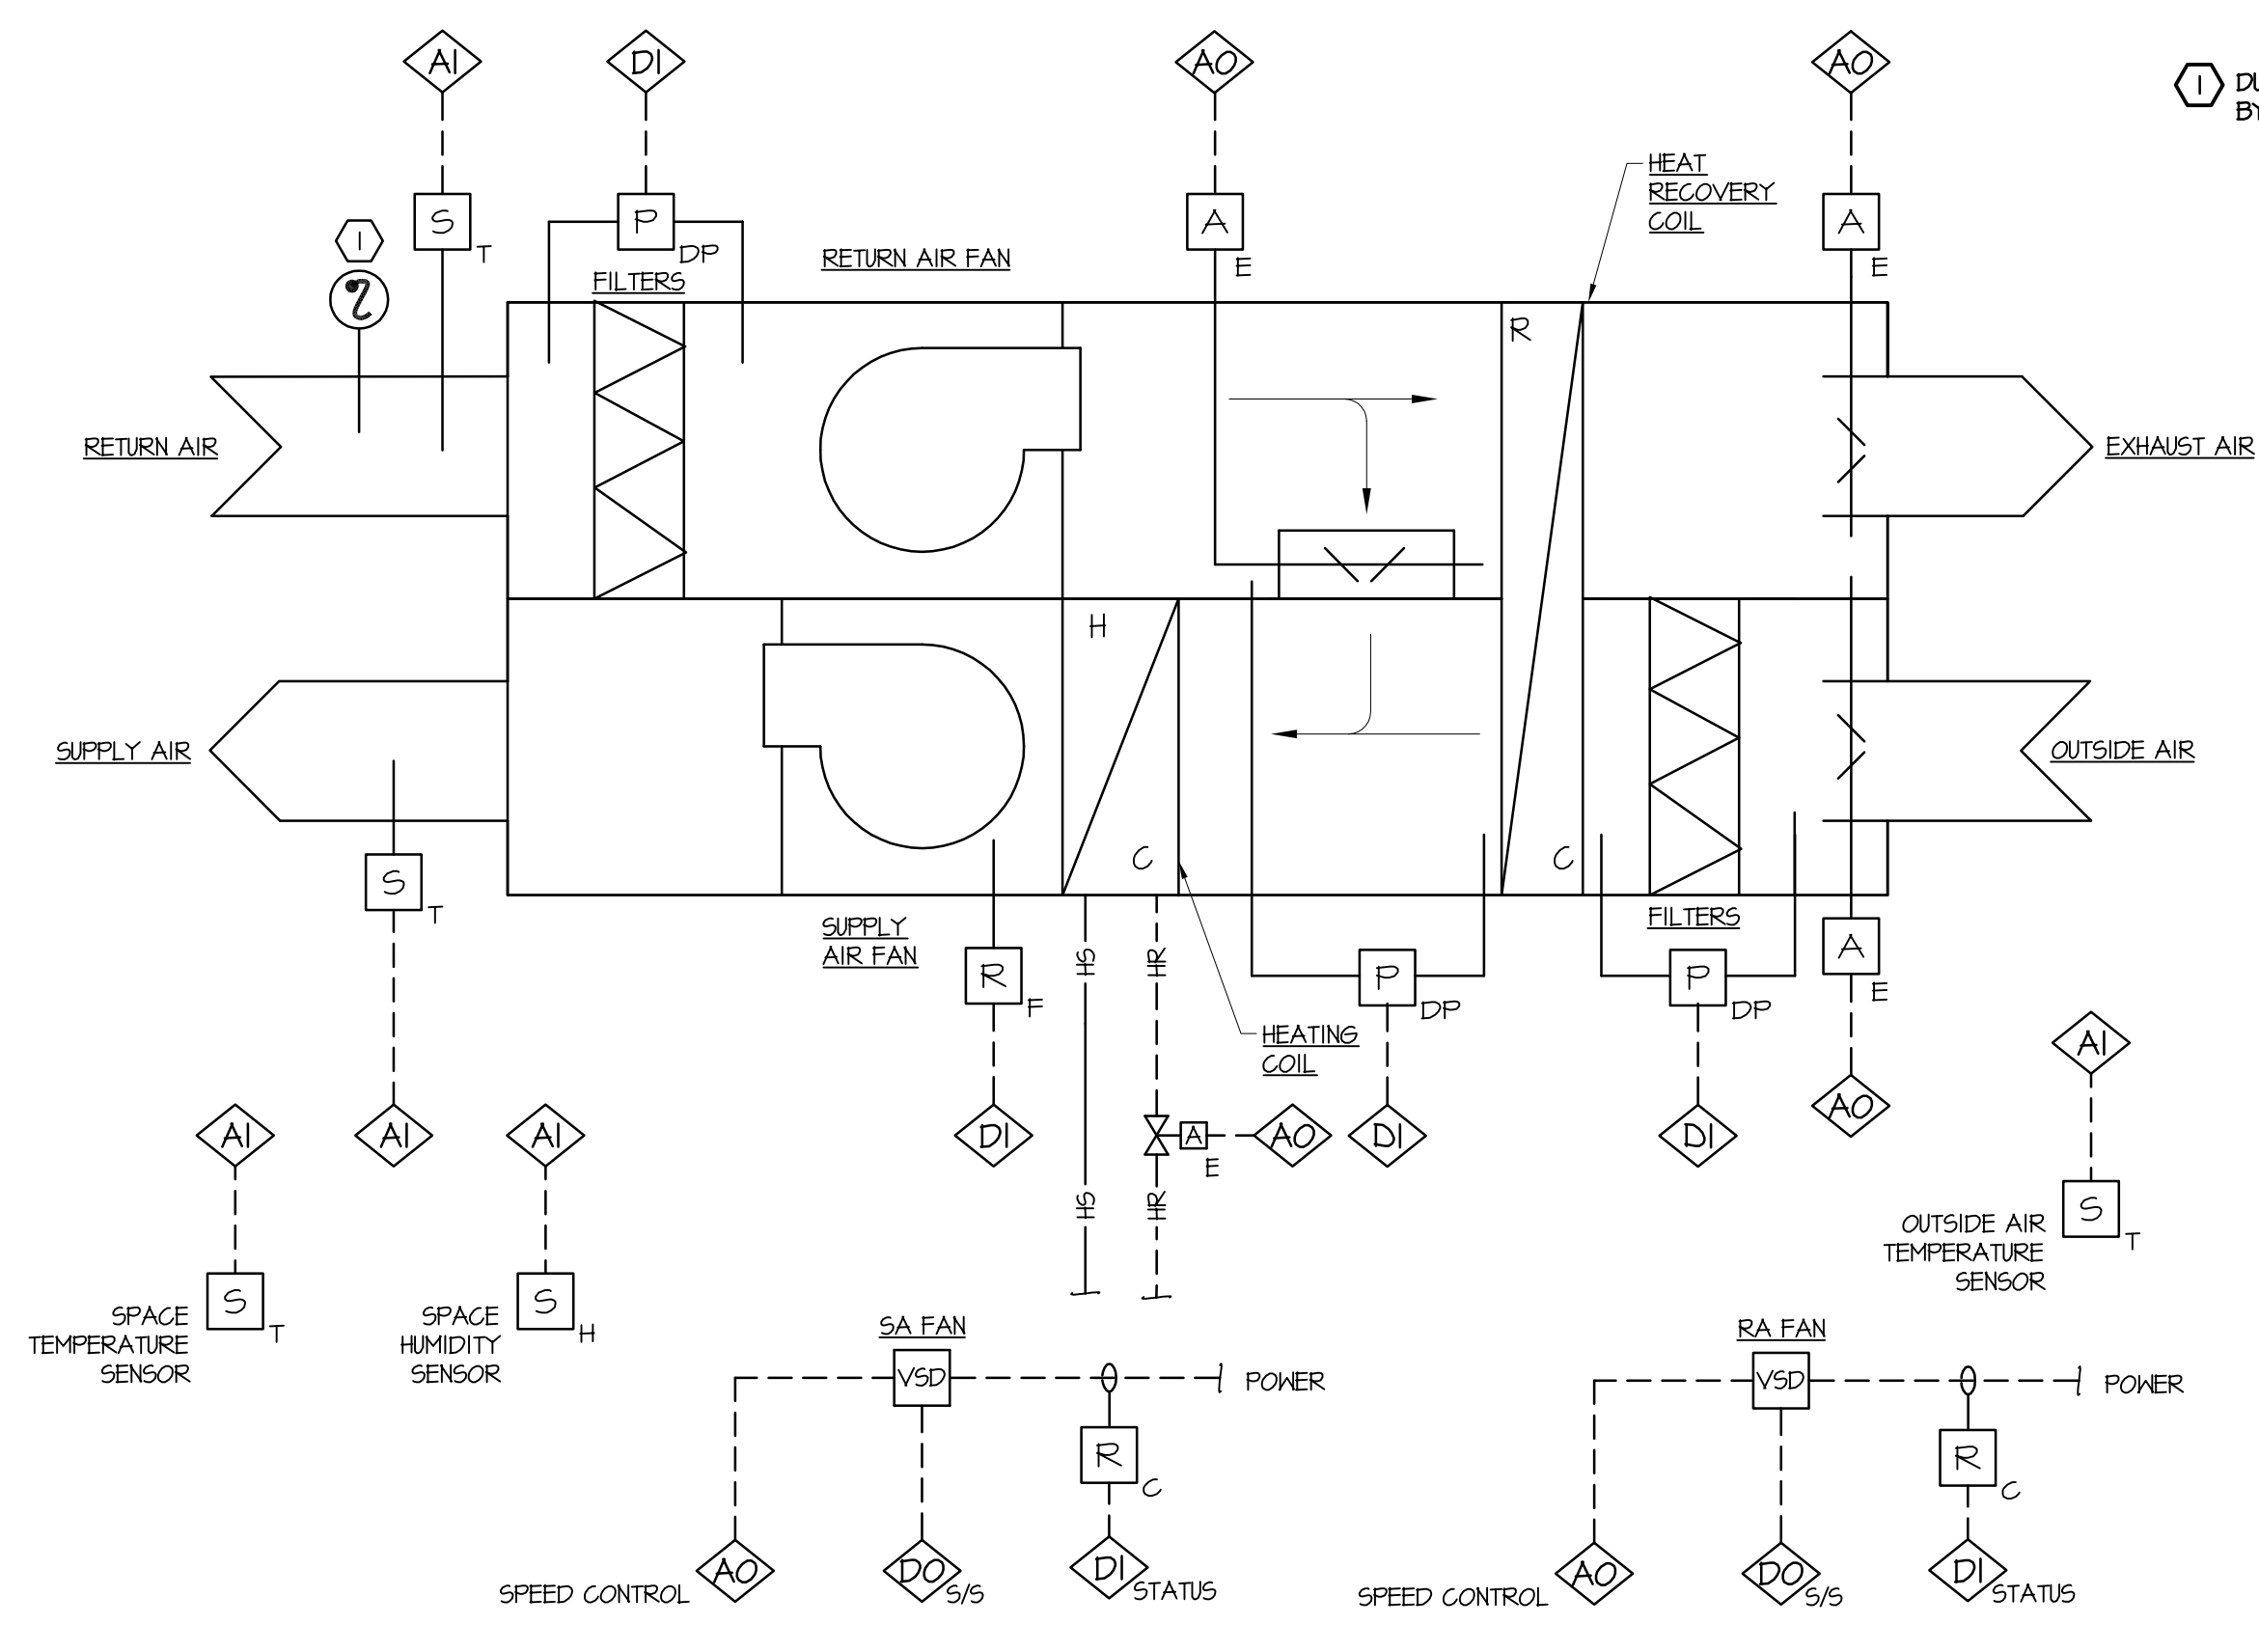 AI
DI
AO
AO
1
DU
BY
HEAT
RECOVERY
COIL
S
T
P
DP
A
E
A
E
1
RETURN AIR FAN
FILTERS
R
RETURN AIR
EXHAUST AIR
H
SUPPLY AIR
OUTSIDE AIR
C
C
S
T
SUPPLY
AIR FAN
FILTERS
A
E
R
F
HS
HR
P
DP
P
DP
HEATING
COIL
AI
AI
AI
AI
DI
A
E
AO
DI
DI
AO
HS
HR
S
T
OUTSIDE AIR
TEMPERATURE
SENSOR
S
T
SPACE
TEMPERATURE
SENSOR
S
H
SPACE
HUMIDITY
SENSOR
SA FAN
VSD
POWER
RA FAN
VSD
POWER
R
C
R
C
SPEED CONTROL
AO
DO
S/S
DI
STATUS
SPEED CONTROL
AO
DO
S/S
DI
STATUS